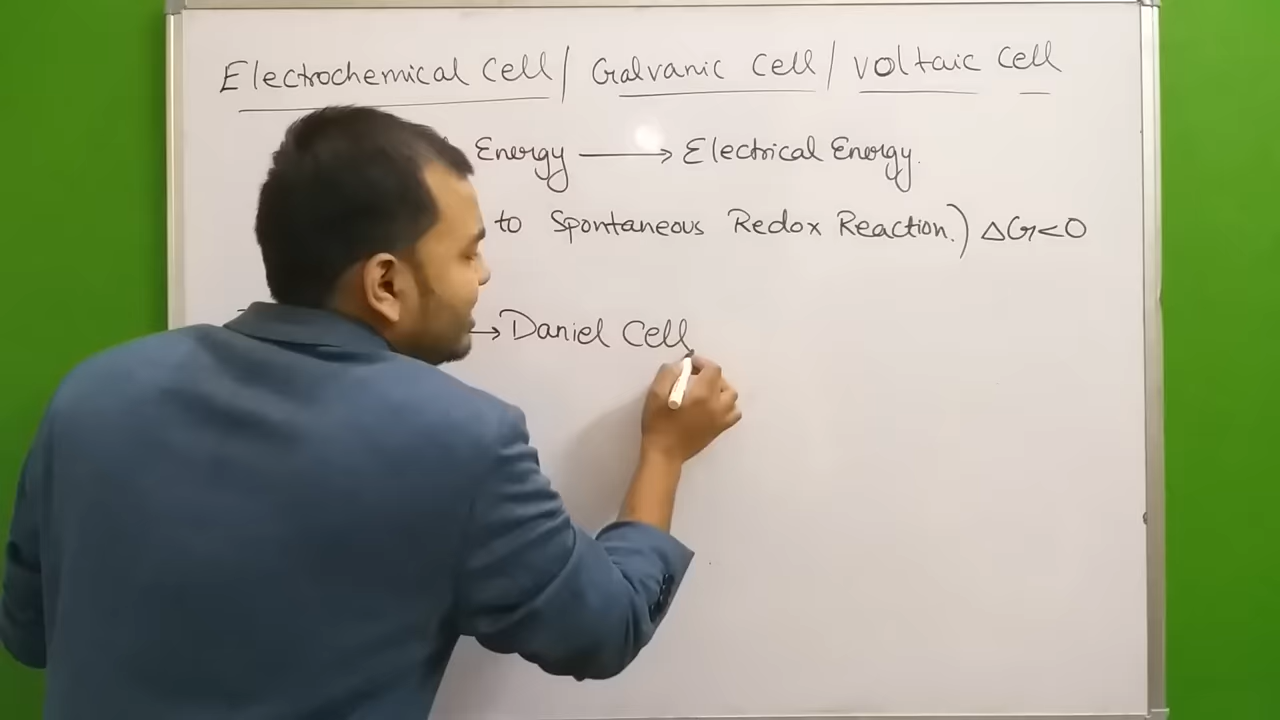 Electrochemical cell/ Galvanic cell/ voltaic cell
Energy → Electrical Energy.
to Spontaneous Redox Reaction.) ΔG<0
→ Daniel Cell